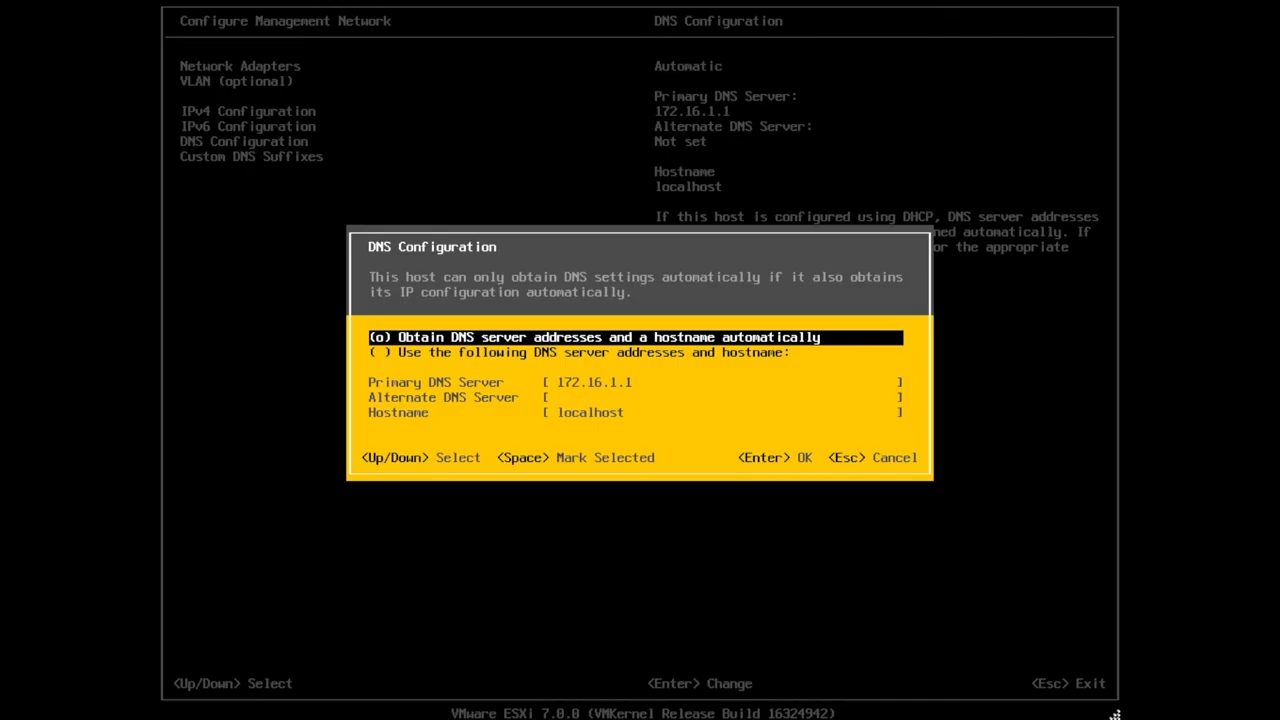 Configure Management Network
DNS Configuration
Network Adapters
VLAN (optional)
IPv4 Configuration
IPv6 Configuration
DNS Configuration
Custom DNS Suffixes
Automatic
Primary DNS Server:
172.16.1.1
Alternate DNS Server:
Not set
Hostname
localhost
If this host is configured using DHCP, DNS server addresses
ned automatically. If
or the appropriate
DNS Configuration
This host can only obtain DNS settings automatically if it also obtains
its IP configuration automatically.
(o) Obtain DNS server addresses and a hostname automatically
( ) Use the following DNS server addresses and hostname:
Primary DNS Server [ 172.16.1.1 ]
Alternate DNS Server [ ]
Hostname [ localhost ]
<Up/Down> Select <Space> Mark Selected <Enter> OK <Esc> Cancel
<Up/Down> Select <Enter> Change <Esc> Exit
VMware ESXi 7.0.0 (VMKernel Release Build 16324942)